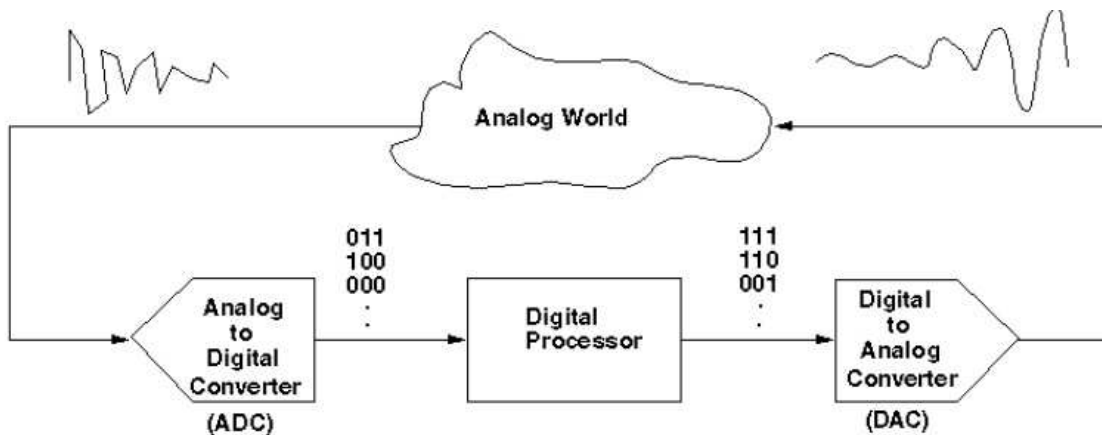 Analog World
011
100
000
.
.
111
110
001
.
.
Analog
to
Digital
Converter
(ADC)
Digital
Processor
Digital
to
Analog
Converter
(DAC)